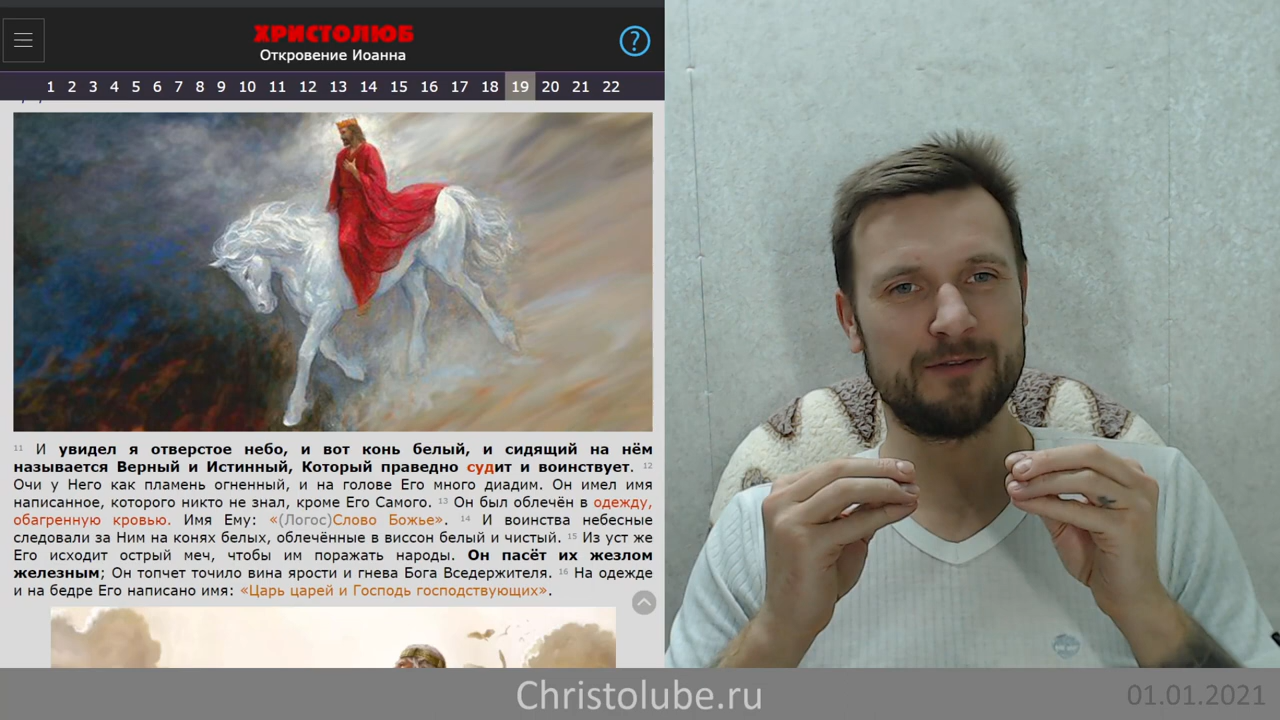 ХРИСТОЛЮБ
Откровение Иоанна
?
1 2 3 4 5 6 7 8 9 10 11 12 13 14 15 16 17 18 19 20 21 22
11 И увидел я отверстое небо, и вот конь белый, и сидящий на нём
называется Верный и Истинный, Который праведно судит и воинствует. 12
Очи у Него как пламень огненный, и на голове Его много диадим. Он имел имя
написанное, которого никто не знал, кроме Его Самого. 13 Он был облечён в одежду,
обагренную кровью. Имя Ему: «(Логос)Слово Божье». 14 И воинства небесные
следовали за Ним на конях белых, облечённые в виссон белый и чистый. 15 Из уст же
Его исходит острый меч, чтобы им поражать народы. Он пасёт их жезлом
железным; Он топчет точило вина ярости и гнева Бога Вседержителя. 16 На одежде
и на бедре Его написано имя: «Царь царей и Господь господствующих».
Christolube.ru
01.01.2021